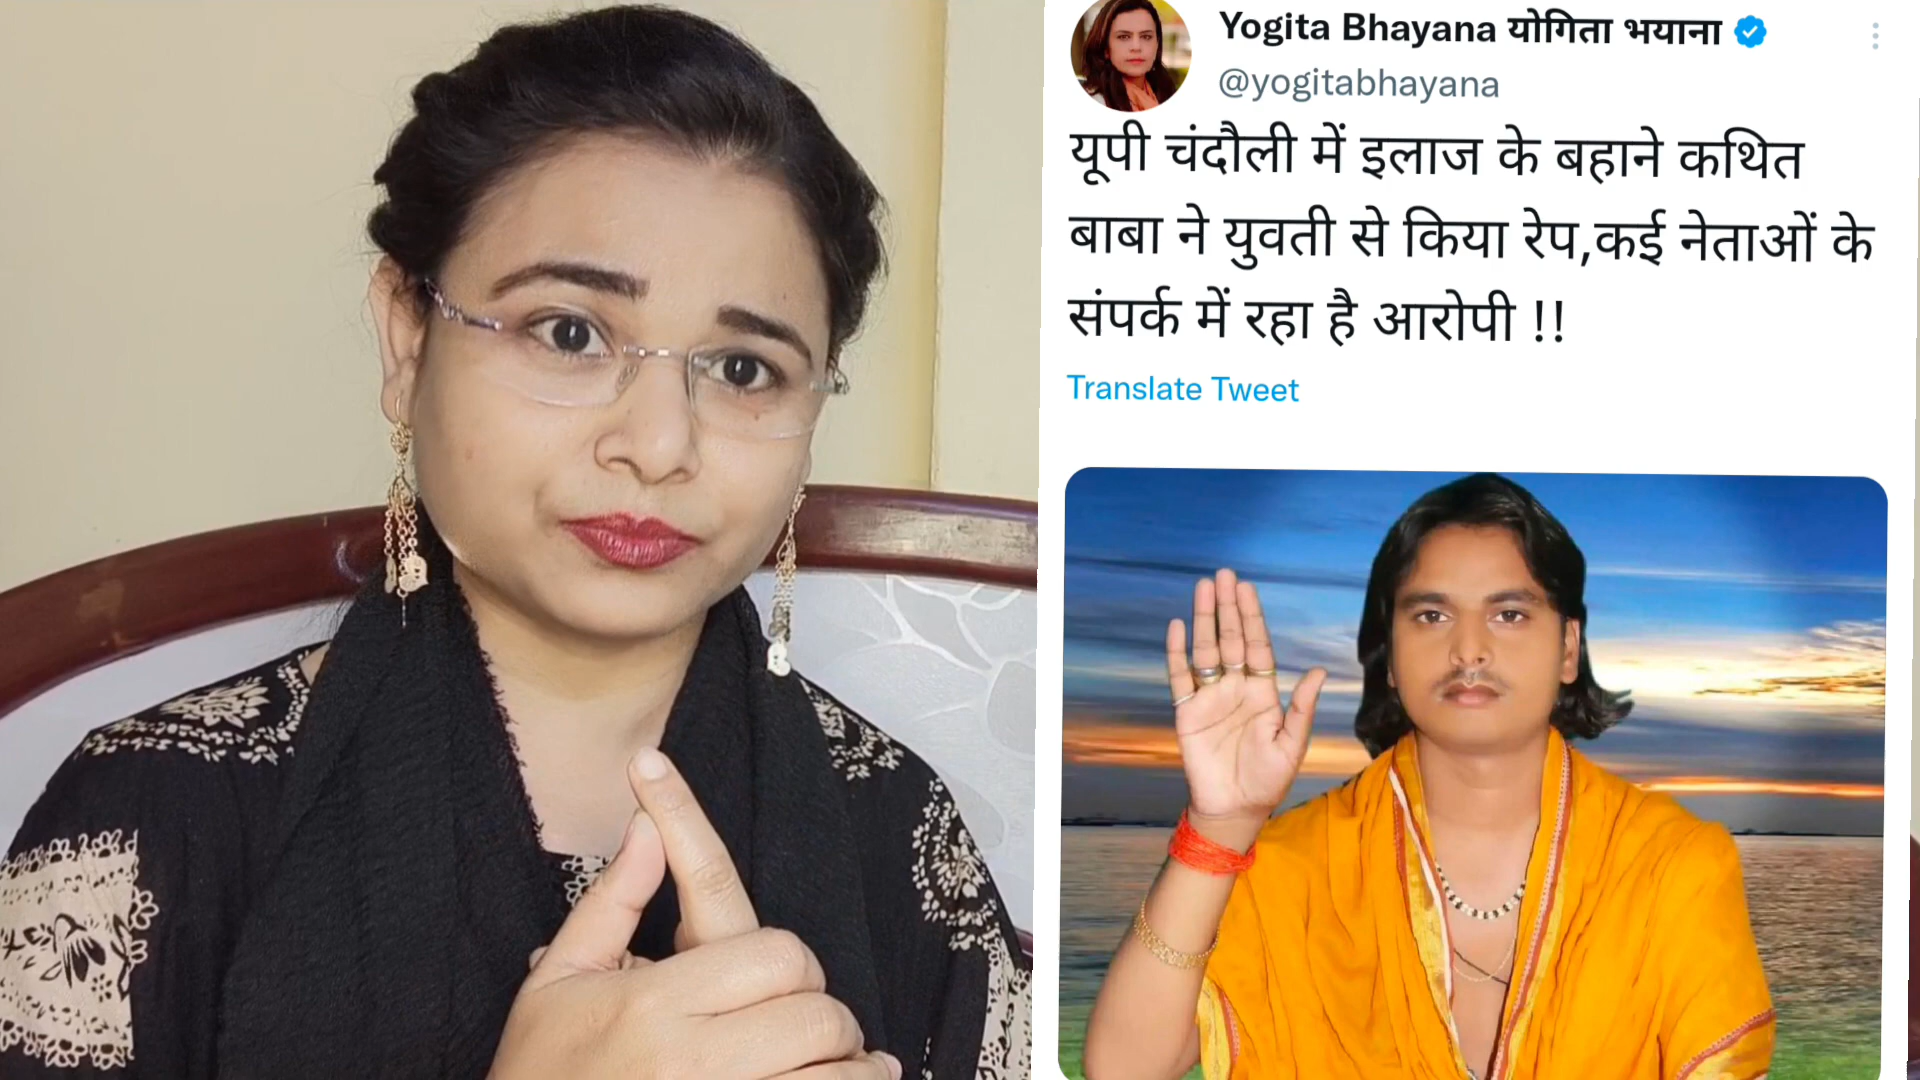 Yogita Bhayana योगिता भयाना
@yogitabhayana
यूपी चंदौली में इलाज के बहाने कथित
बाबा ने युवती से किया रेप,कई नेताओं के
संपर्क में रहा है आरोपी !!
Translate Tweet